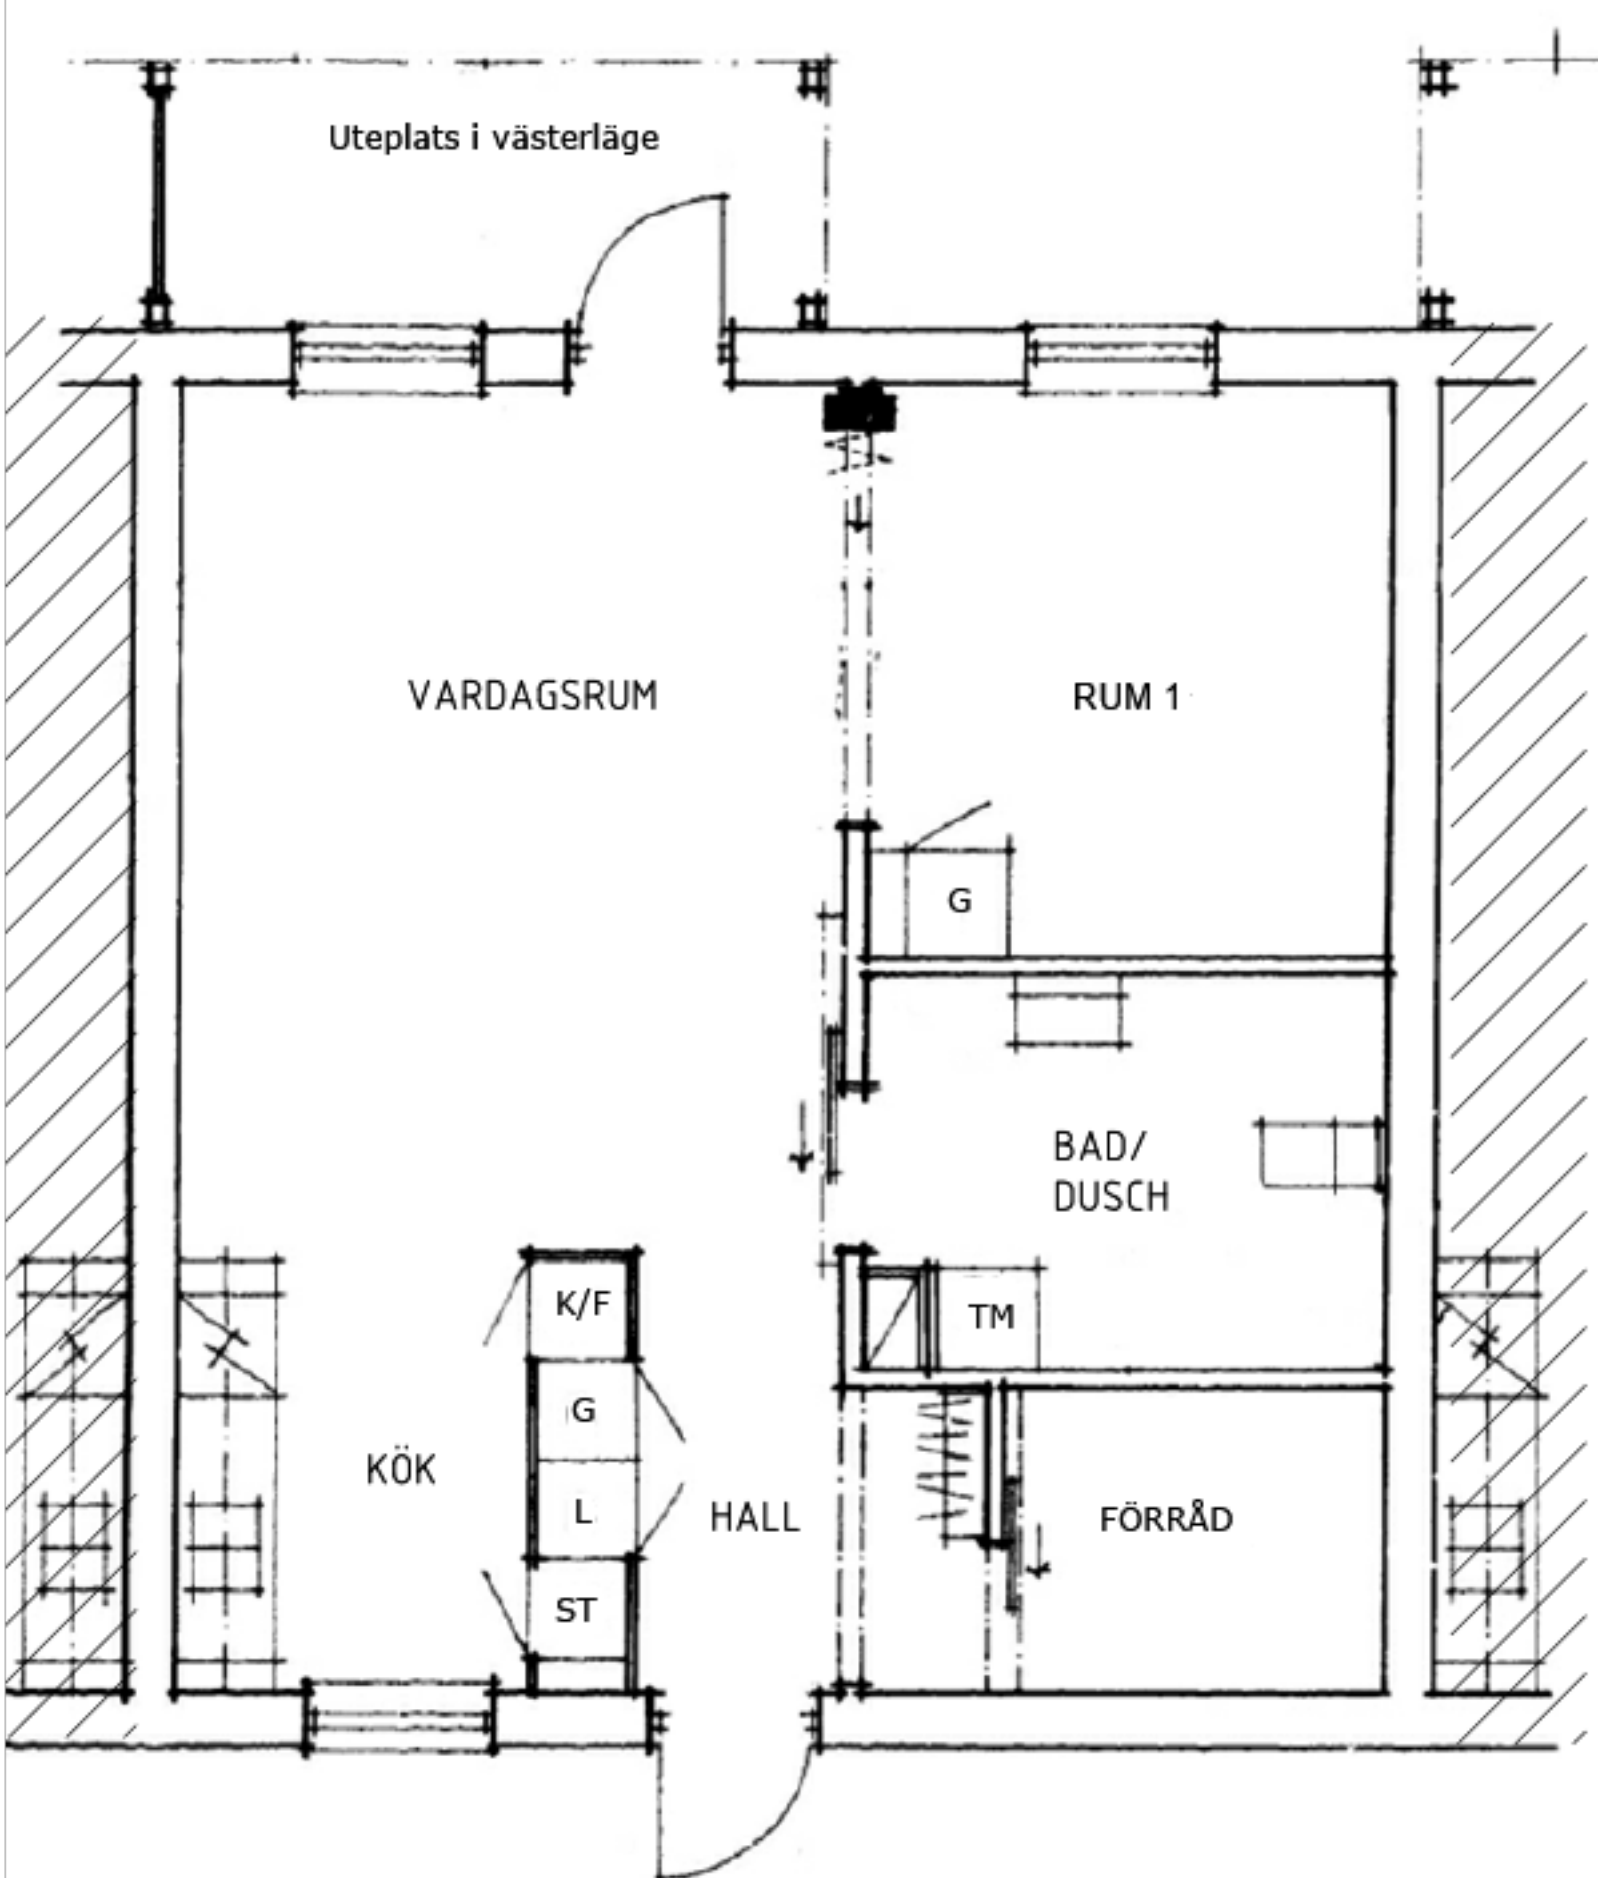 Uteplats i västerläge
VARDAGSRUM
RUM 1
G
BAD/
DUSCH
K/F
TM
G
KÖK
L
HALL
FÖRRÅD
ST